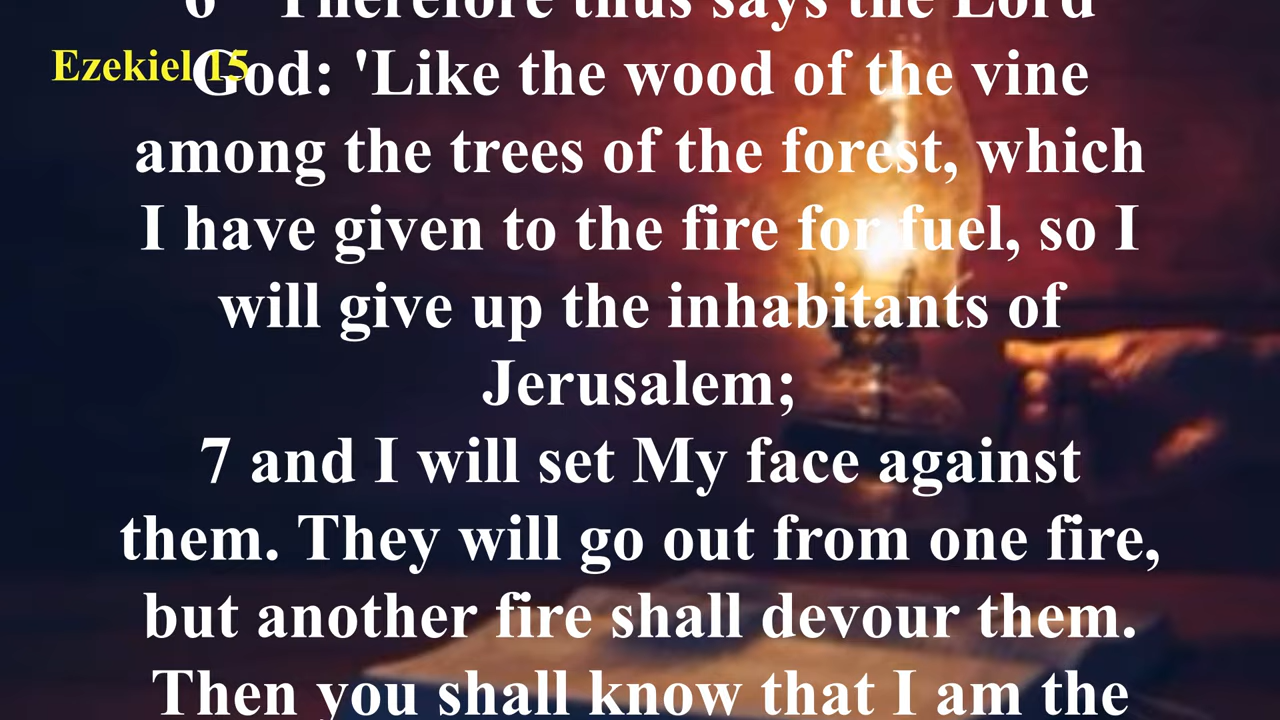 6 "Therefore thus says the Lord
Ezekiel 15
God: 'Like the wood of the vine
among the trees of the forest, which
I have given to the fire for fuel, so I
will give up the inhabitants of
Jerusalem;
7 and I will set My face against
them. They will go out from one fire,
but another fire shall devour them.
Then you shall know that I am the